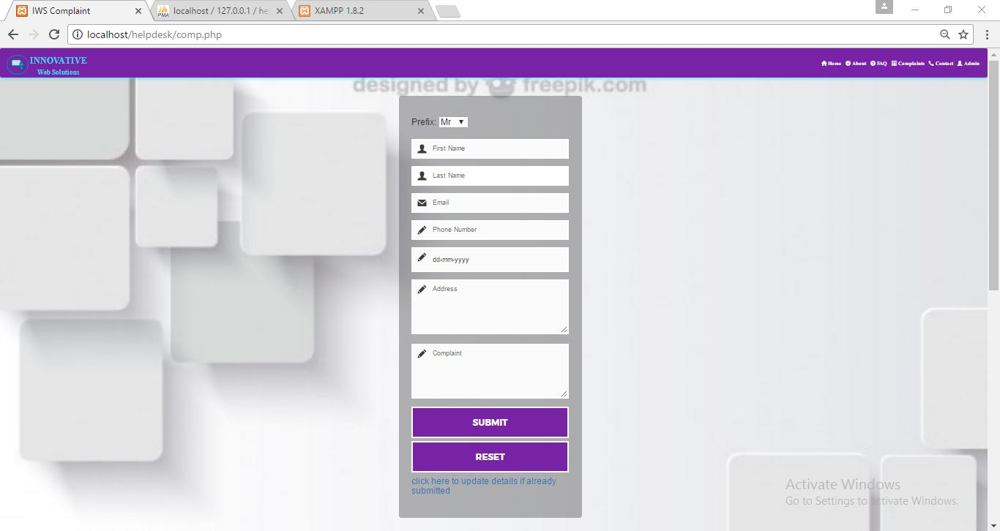 IWS Complaint
localhost / 127.0.0.1 / hel
XAMPP 1.8.2
localhost/helpdesk/comp.php
INNOVATIVE
Web Solutions
Home About FAQ Complaints Contact Admin
designed by freepik.com
Prefix: Mr
First Name
Last Name
Email
Phone Number
dd-mm-yyyy
Address
Complaint
SUBMIT
RESET
click here to update details if already
submitted
Activate Windows
Go to Settings to activate Windows.